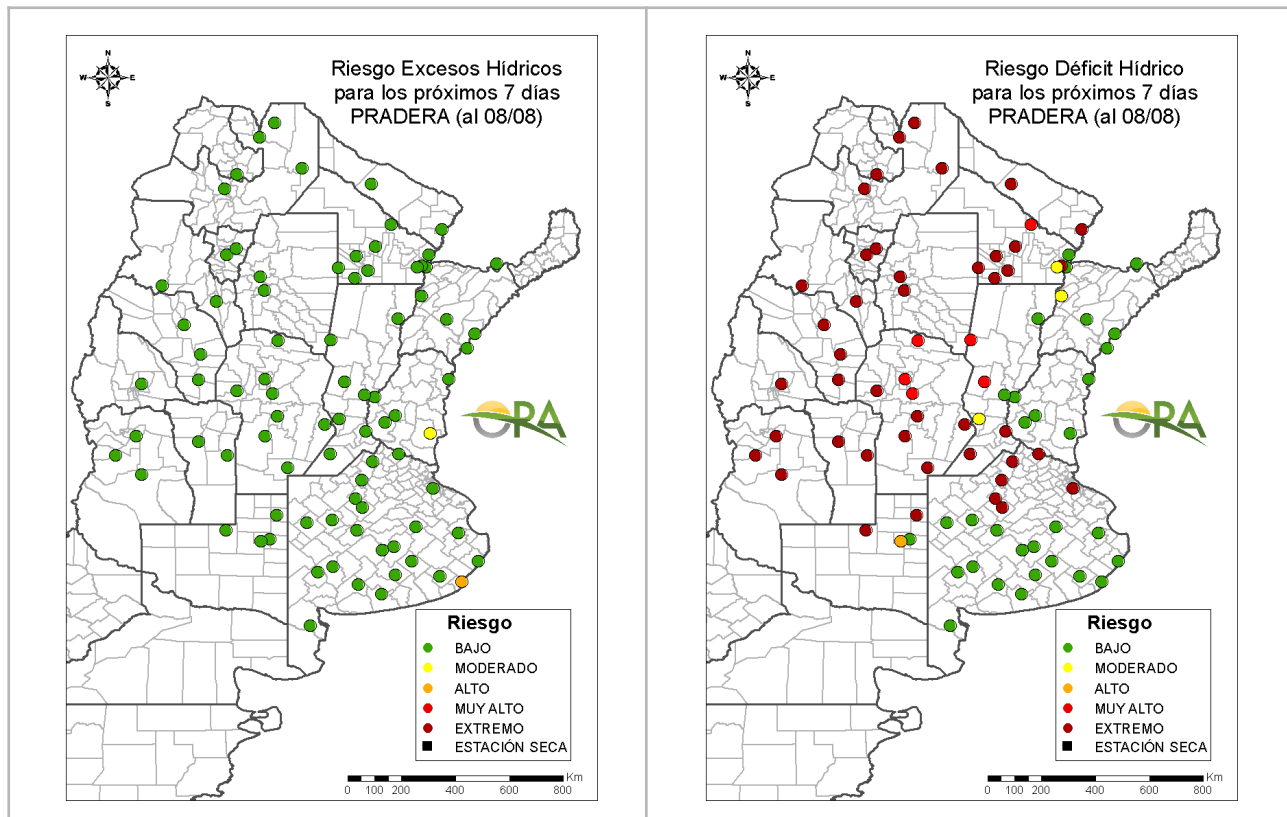 N
W E
S
Riesgo Excesos Hídricos
para los próximos 7 días
PRADERA (al 08/08)
ORA
Riesgo
BAJO
MODERADO
ALTO
MUY ALTO
EXTREMO
ESTACIÓN SECA
Km
0 100 200 400 600 800
N
W E
S
Riesgo Déficit Hídrico
para los próximos 7 días
PRADERA (al 08/08)
ORA
Riesgo
BAJO
MODERADO
ALTO
MUY ALTO
EXTREMO
ESTACIÓN SECA
Km
0 100 200 400 600 800